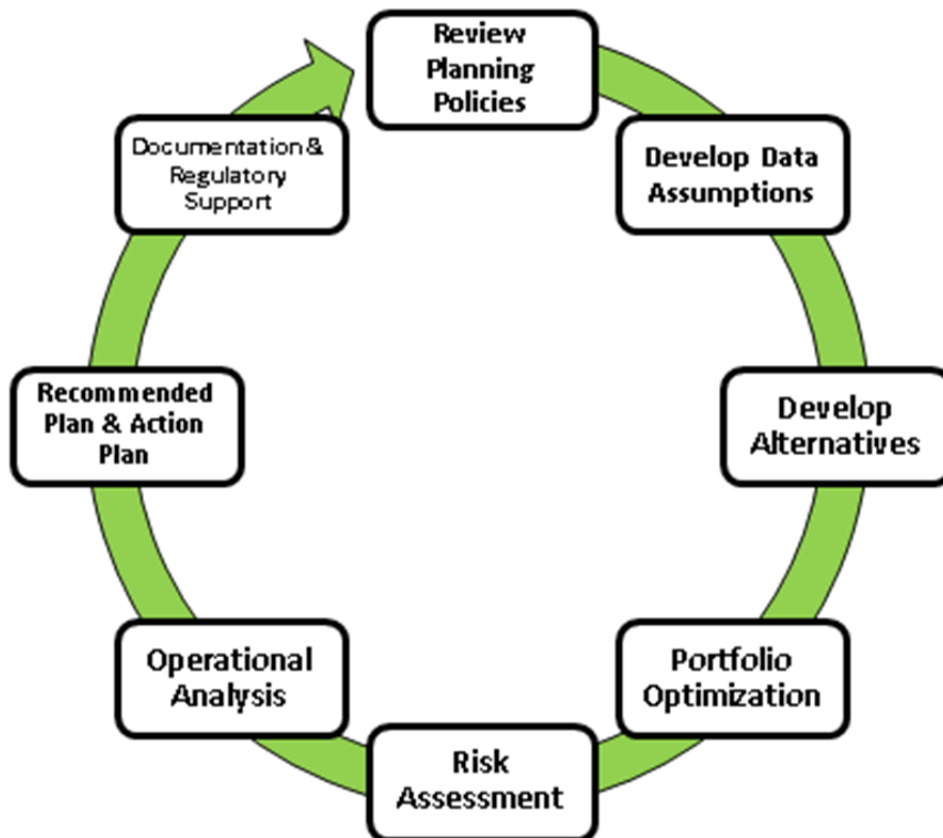 Review
Planning
Policies
Develop Data
Assumptions
Develop
Alternatives
Portfolio
Optimization
Risk
Assessment
Operational
Analysis
Recommended
Plan & Action
Plan
Documentation &
Regulatory
Support